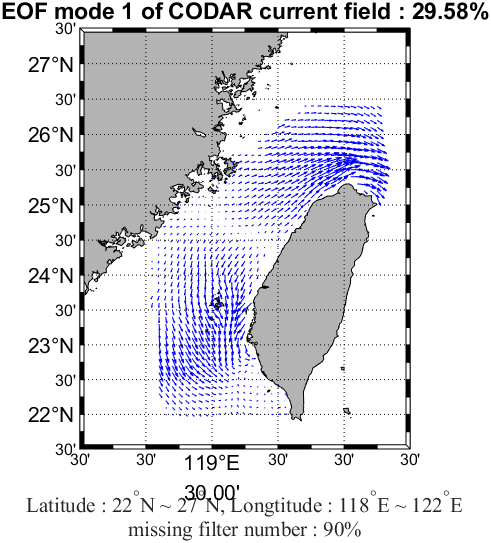 EOF mode 1 of CODAR current field : 29.58%
30'
27°N
30'
26°N
30'
25°N
30'
24°N
30'
23°N
30'
22°N
30'
30' 30' 119°E 30' 30' 30'
30.00'
Latitude : 22°N ~ 27°N, Longtitude : 118°E ~ 122°E
missing filter number : 90%